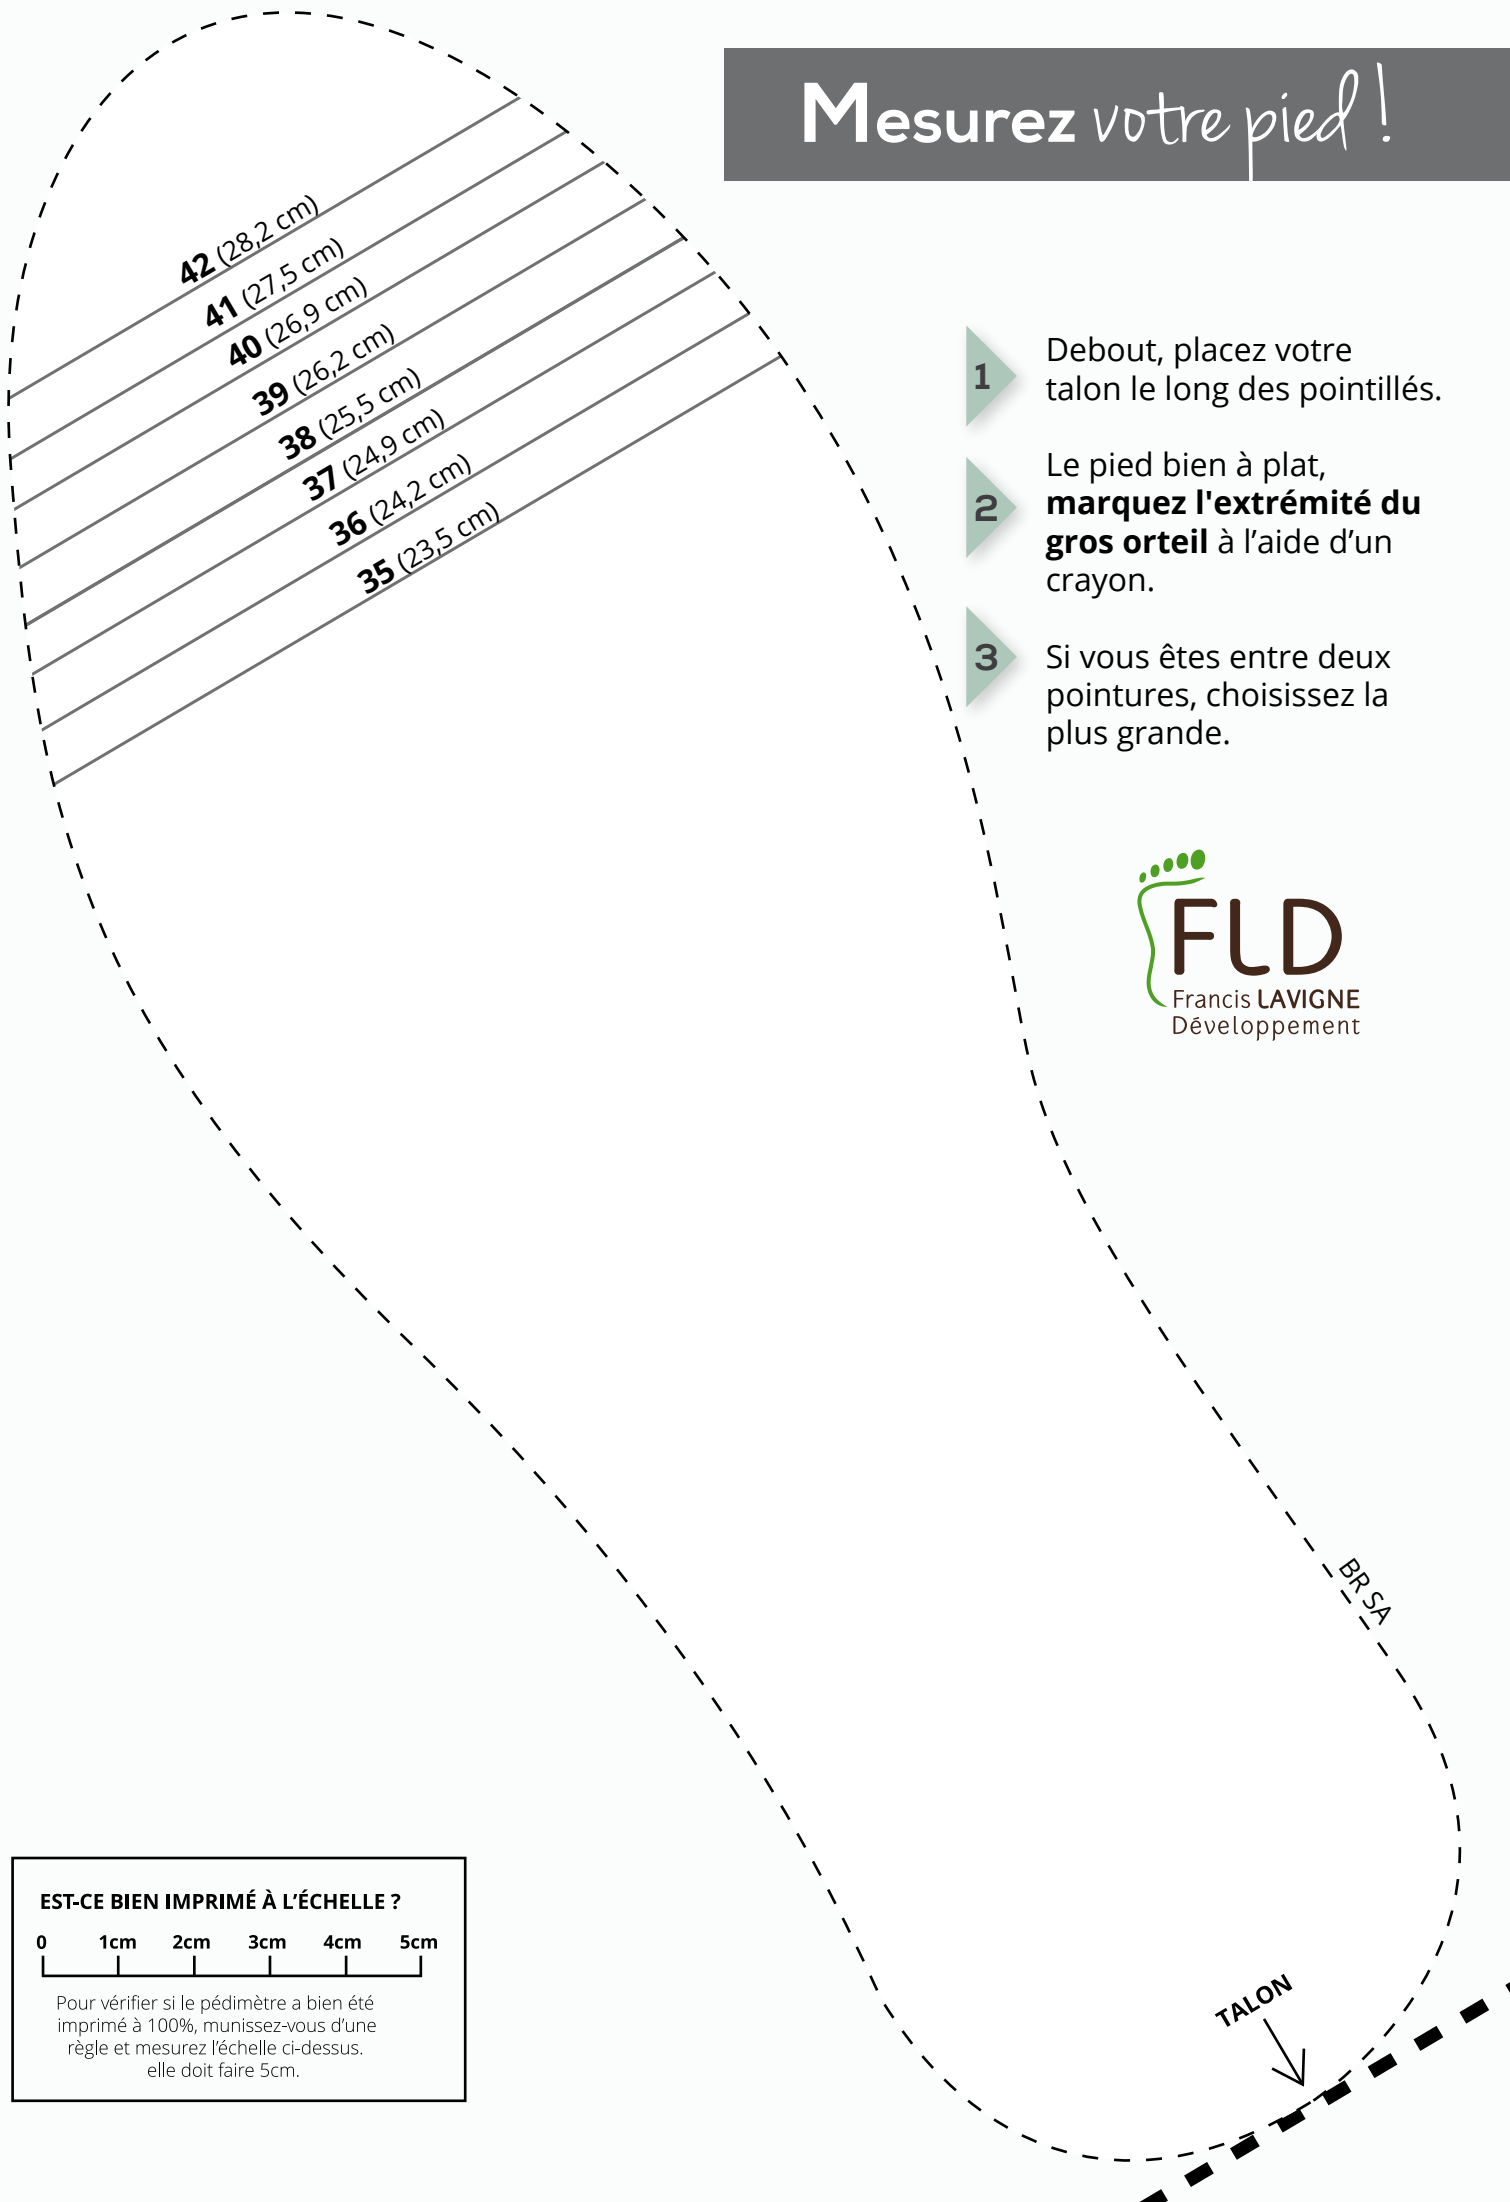 Mesurez votre pied !
42 (28,2 cm)
41 (27,5 cm)
40 (26,9 cm)
39 (26,2 cm)
38 (25,5 cm)
37 (24,9 cm)
36 (24,2 cm)
35 (23,5 cm)
1
Debout, placez votre
talon le long des pointillés.
2
Le pied bien à plat,
marquez l'extrémité du
gros orteil à l’aide d’un
crayon.
3
Si vous êtes entre deux
pointures, choisissez la
plus grande.
FLD
Francis LAVIGNE
Développement
BR SA
EST-CE BIEN IMPRIMÉ À L’ÉCHELLE ?
0 1cm 2cm 3cm 4cm 5cm
Pour vérifier si le pédimètre a bien été
imprimé à 100%, munissez-vous d’une
règle et mesurez l’échelle ci-dessus.
elle doit faire 5cm.
TALON